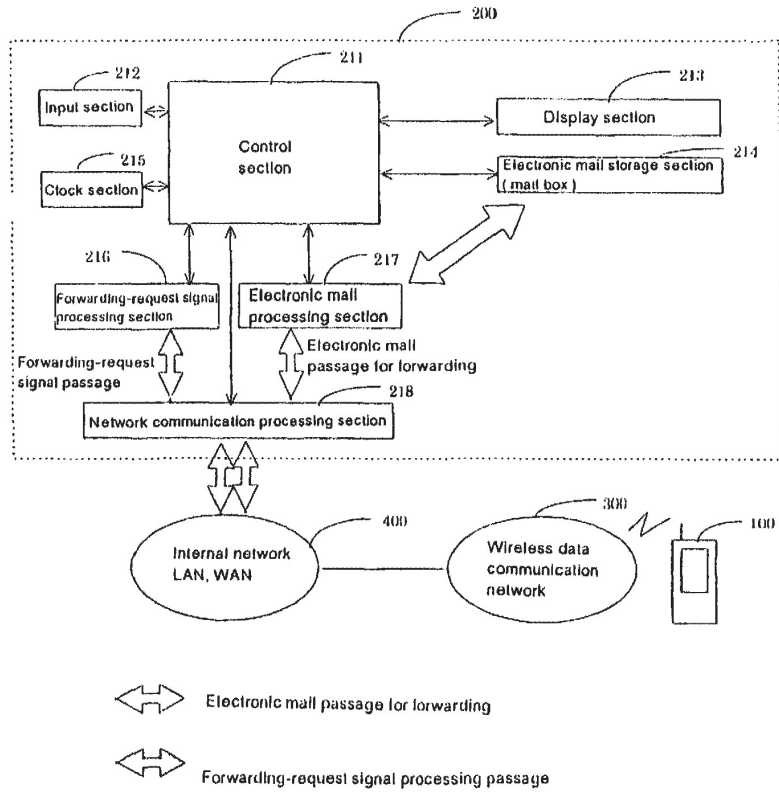 200
211
212
213
Input section
Display section
Control
section
215
214
Clock section
Electronic mail storage section
( mail box )
216
217
Forwarding-request signal
processing section
Electronic mail
processing section
Forwarding-request
signal passage
Electronic mail
passage for forwarding
218
Network communication processing section
400
300
100
Internal network
LAN, WAN
Wireless data
communication
network
Electronic mail passage for forwarding
Forwarding-request signal processing passage